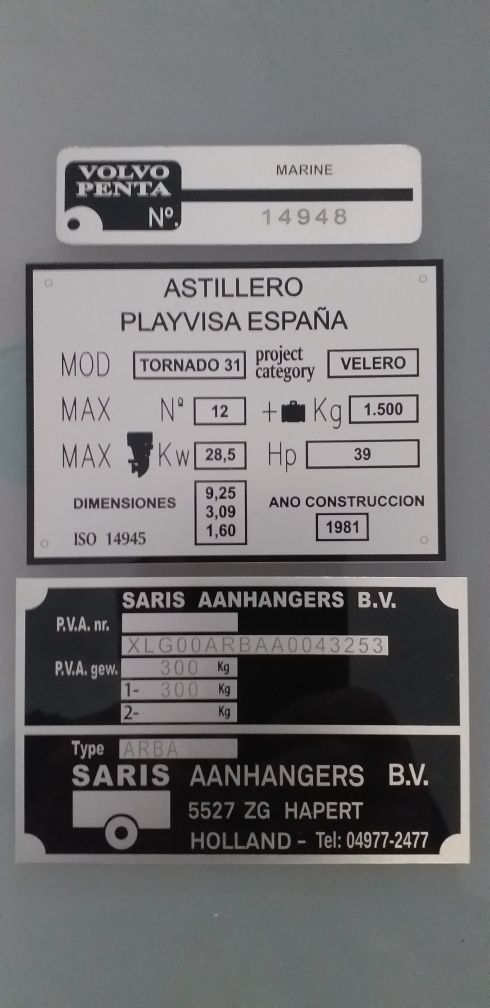 VOLVO PENTA
MARINE
Nº. 14948
ASTILLERO
PLAYVISA ESPAÑA
MOD TORNADO 31 project category VELERO
MAX Nº 12 + Kg 1.500
MAX Kw 28,5 Hp 39
DIMENSIONES 9,25 3,09 1,60
ISO 14945
ANO CONSTRUCCION
1981
SARIS AANHANGERS B.V.
P.V.A. nr.
XLG00ARBAA0043253
P.V.A. gew. 300 Kg
1- 300 Kg
2- Kg
Type ARBA
SARIS AANHANGERS B.V.
5527 ZG HAPERT
HOLLAND - Tel: 04977-2477